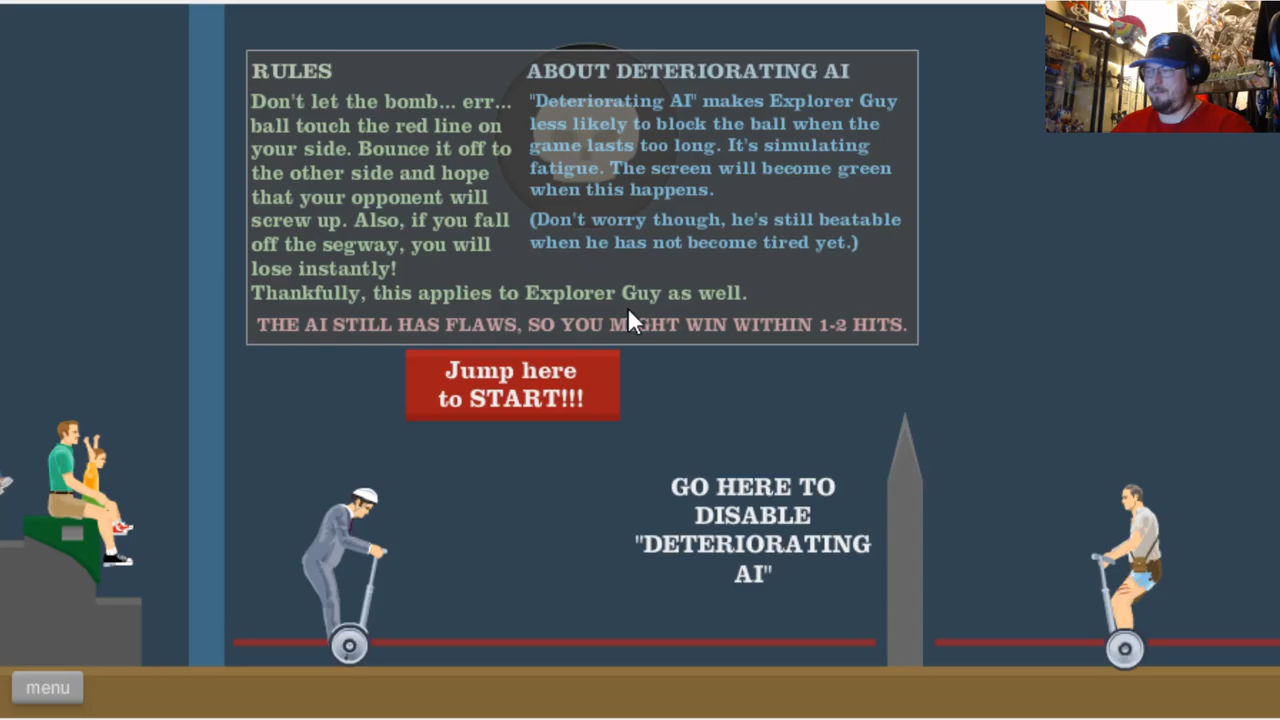 RULES
Don't let the bomb... err...
ball touch the red line on
your side. Bounce it off to
the other side and hope
that your opponent will
screw up. Also, if you fall
off the segway, you will
lose instantly!
Thankfully, this applies to Explorer Guy as well.
ABOUT DETERIORATING AI
"Deteriorating AI" makes Explorer Guy
less likely to block the ball when the
game lasts too long. It's simulating
fatigue. The screen will become green
when this happens.
(Don't worry though, he's still beatable
when he has not become tired yet.)
THE AI STILL HAS FLAWS, SO YOU MIGHT WIN WITHIN 1-2 HITS.
Jump here
to START!!!
GO HERE TO
DISABLE
"DETERIORATING
AI"
menu